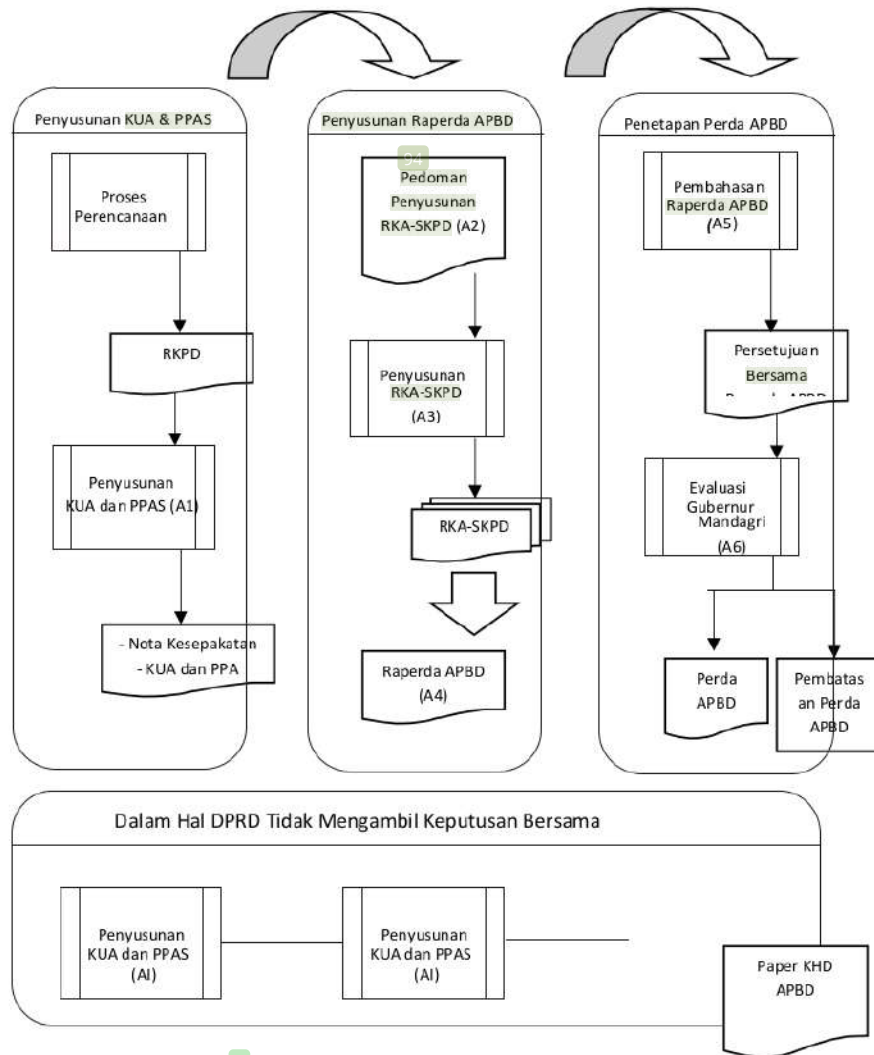 Penyusunan KUA & PPAS
Proses
Perencanaan
RKPD
Penyusunan
KUA dan PPAS (A1)
- Nota Kesepakatan
- KUA dan PPA
Penyusunan Raperda APBD
94
Pedoman
Penyusunan
RKA-SKPD (A2)
Penyusunan
RKA-SKPD
(A3)
RKA-SKPD
Raperda APBD
(A4)
Penetapan Perda APBD
Pembahasan
Raperda APBD
(A5)
Persetujuan
Bersama
Evaluasi
Gubernur
Mandagri
(A6)
Perda
APBD
Pembatas
an Perda
APBD
Dalam Hal DPRD Tidak Mengambil Keputusan Bersama
Penyusunan
KUA dan PPAS
(AI)
Penyusunan
KUA dan PPAS
(AI)
Paper KHD
APBD